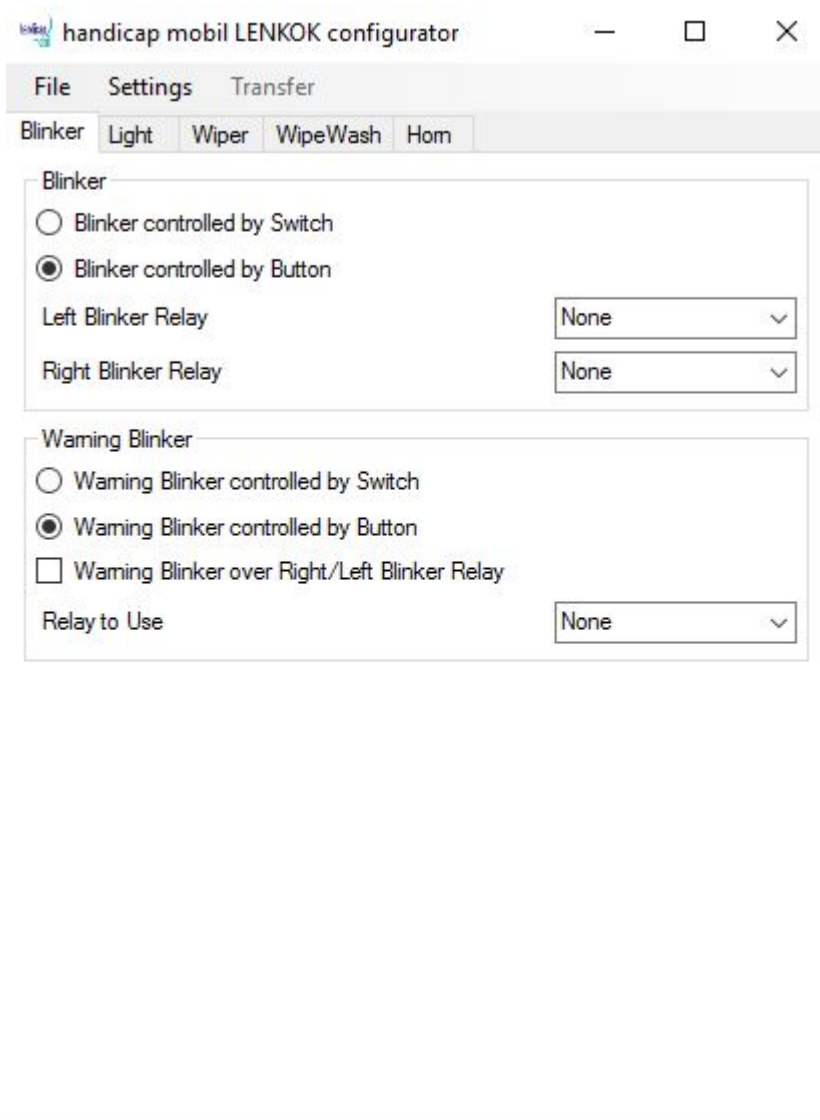 handicap mobil LENKOK configurator
File Settings Transfer
Blinker Light Wiper WipeWash Horn
Blinker
Blinker controlled by Switch
Blinker controlled by Button
Left Blinker Relay None
Right Blinker Relay None
Warning Blinker
Warning Blinker controlled by Switch
Warning Blinker controlled by Button
Warning Blinker over Right/Left Blinker Relay
Relay to Use None